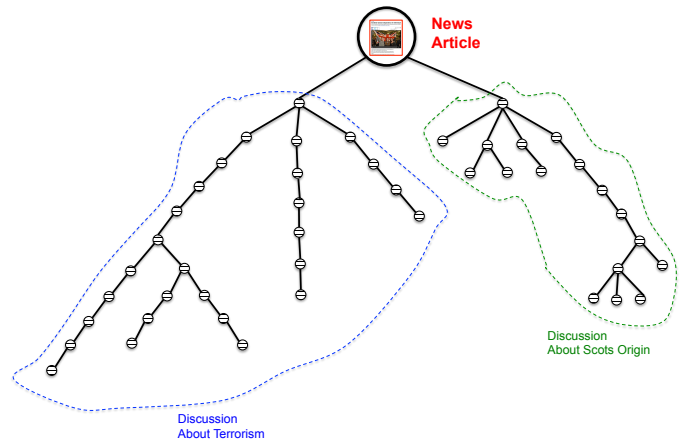 News
Article
Discussion
About Scots Origin
Discussion
About Terrorism